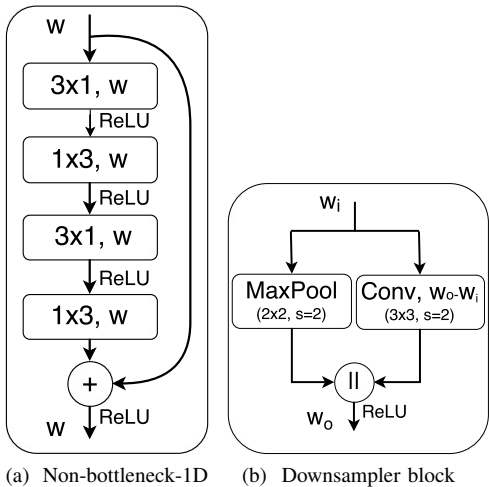 w
3x1, w
ReLU
1x3, w
ReLU
3x1, w
ReLU
1x3, w
+
w
ReLU
(a) Non-bottleneck-1D
wi
MaxPool
(2x2, s=2)
Conv, wo-wi
(3x3, s=2)
||
wo
ReLU
(b) Downsampler block